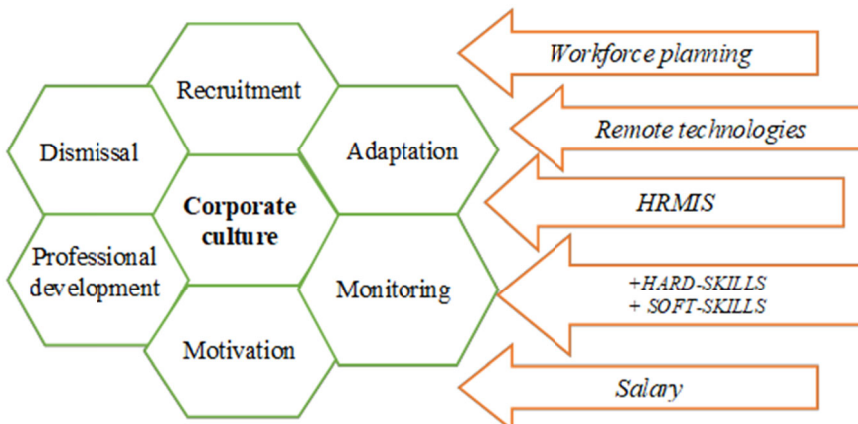 Recruitment
Dismissal
Adaptation
Corporate
culture
Professional
development
Monitoring
Motivation
Workforce planning
Remote technologies
HRMIS
+HARD-SKILLS
+ SOFT-SKILLS
Salary